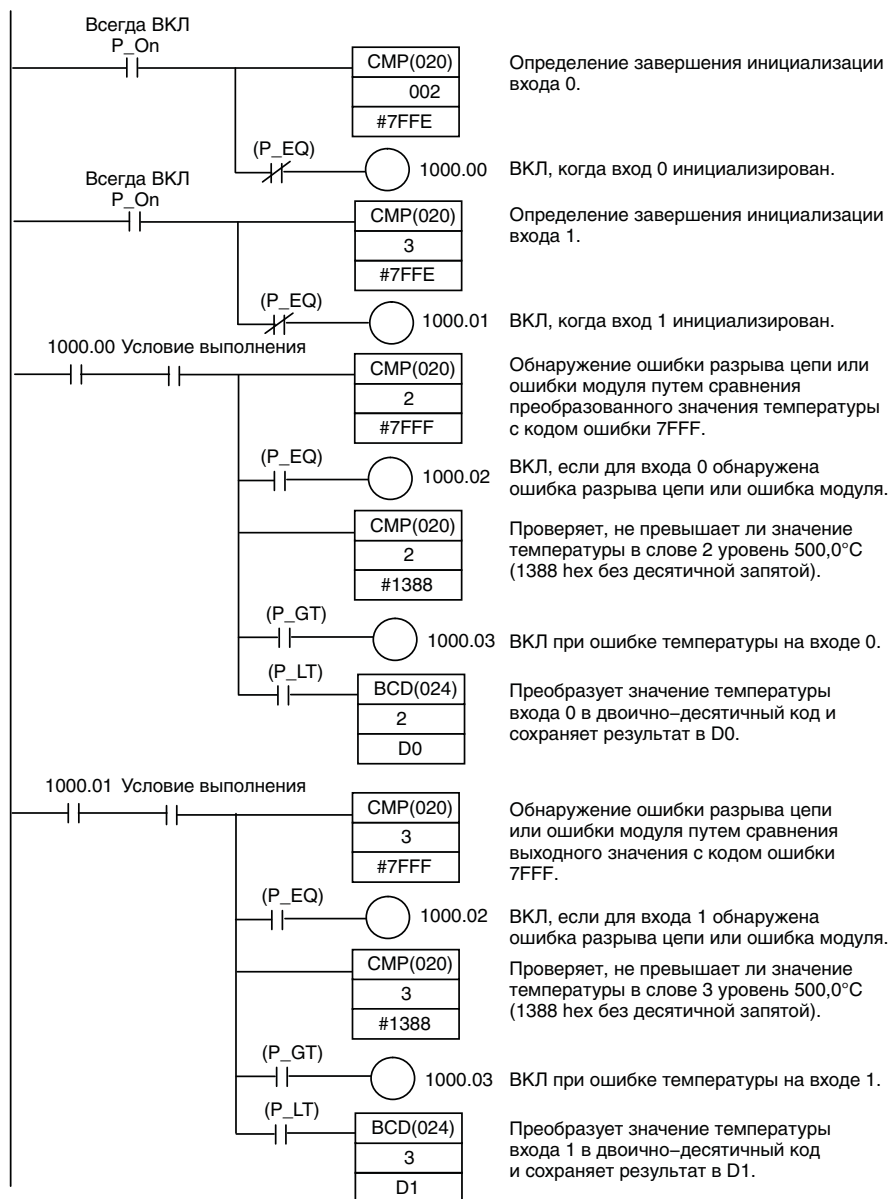 Всегда ВКЛ
P_On
CMP(020)
002
#7FFE
Определение завершения инициализации
входа 0.
(P_EQ)
1000.00
ВКЛ, когда вход 0 инициализирован.
Всегда ВКЛ
P_On
CMP(020)
3
#7FFE
Определение завершения инициализации
входа 1.
(P_EQ)
1000.01
ВКЛ, когда вход 1 инициализирован.
1000.00 Условие выполнения
CMP(020)
2
#7FFF
Обнаружение ошибки разрыва цепи или
ошибки модуля путем сравнения
преобразованного значения температуры
с кодом ошибки 7FFF.
(P_EQ)
1000.02
ВКЛ, если для входа 0 обнаружена
ошибка разрыва цепи или ошибка модуля.
CMP(020)
2
#1388
Проверяет, не превышает ли значение
температуры в слове 2 уровень 500,0°C
(1388 hex без десятичной запятой).
(P_GT)
1000.03
ВКЛ при ошибке температуры на входе 0.
(P_LT)
BCD(024)
2
D0
Преобразует значение температуры
входа 0 в двоично–десятичный код и
сохраняет результат в D0.
1000.01 Условие выполнения
CMP(020)
3
#7FFF
Обнаружение ошибки разрыва цепи
или ошибки модуля путем сравнения
выходного значения с кодом ошибки
7FFF.
(P_EQ)
1000.02
ВКЛ, если для входа 1 обнаружена
ошибка разрыва цепи или ошибка модуля.
CMP(020)
3
#1388
Проверяет, не превышает ли значение
температуры в слове 3 уровень 500,0°C
(1388 hex без десятичной запятой).
(P_GT)
1000.03
ВКЛ при ошибке температуры на входе 1.
(P_LT)
BCD(024)
3
D1
Преобразует значение температуры
входа 1 в двоично–десятичный код
и сохраняет результат в D1.